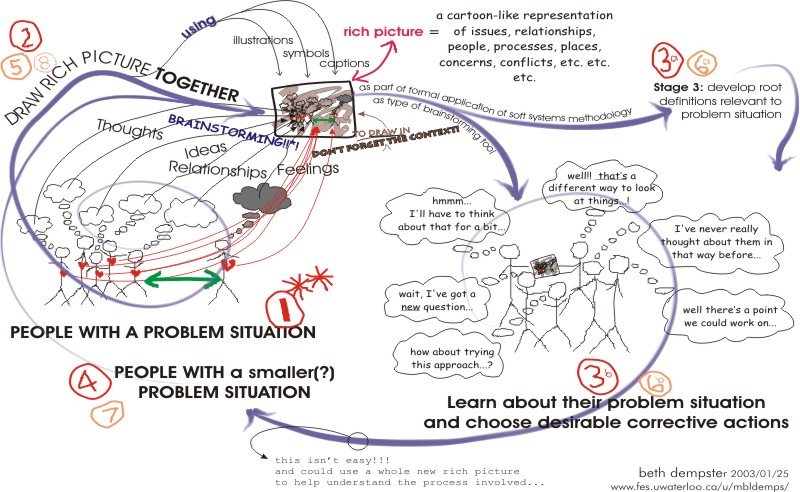 2
5
8
DRAW RICH PICTURE TOGETHER
using
illustrations
symbols
captions
rich picture =
a cartoon-like representation
of issues, relationships,
people, processes, places,
concerns, conflicts, etc. etc.
etc.
as part of formal application of soft systems methodology
as type of brainstorming tool
3a
6a
Stage 3: develop root
definitions relevant to
problem situation
Thoughts
BRAINSTORMING!!*!
Ideas
Relationships
Feelings
TO DRAW IN
DON'T FORGET THE CONTEXT!
1**
PEOPLE WITH A PROBLEM SITUATION
hmmm...
I'll have to think
about that for a bit...
well!! that's a
different way to look
at things...!
I've never really
thought about them in
that way before...
wait, I've got a
new question...
well there's a point
we could work on...
how about trying
this approach...?
3b
6b
Learn about their problem situation
and choose desirable corrective actions
4
7
PEOPLE WITH a smaller(?)
PROBLEM SITUATION
this isn't easy!!!
and could use a whole new rich picture
to help understand the process involved...
beth dempster 2003/01/25
www.fes.uwaterloo.ca/u/mbldemps/